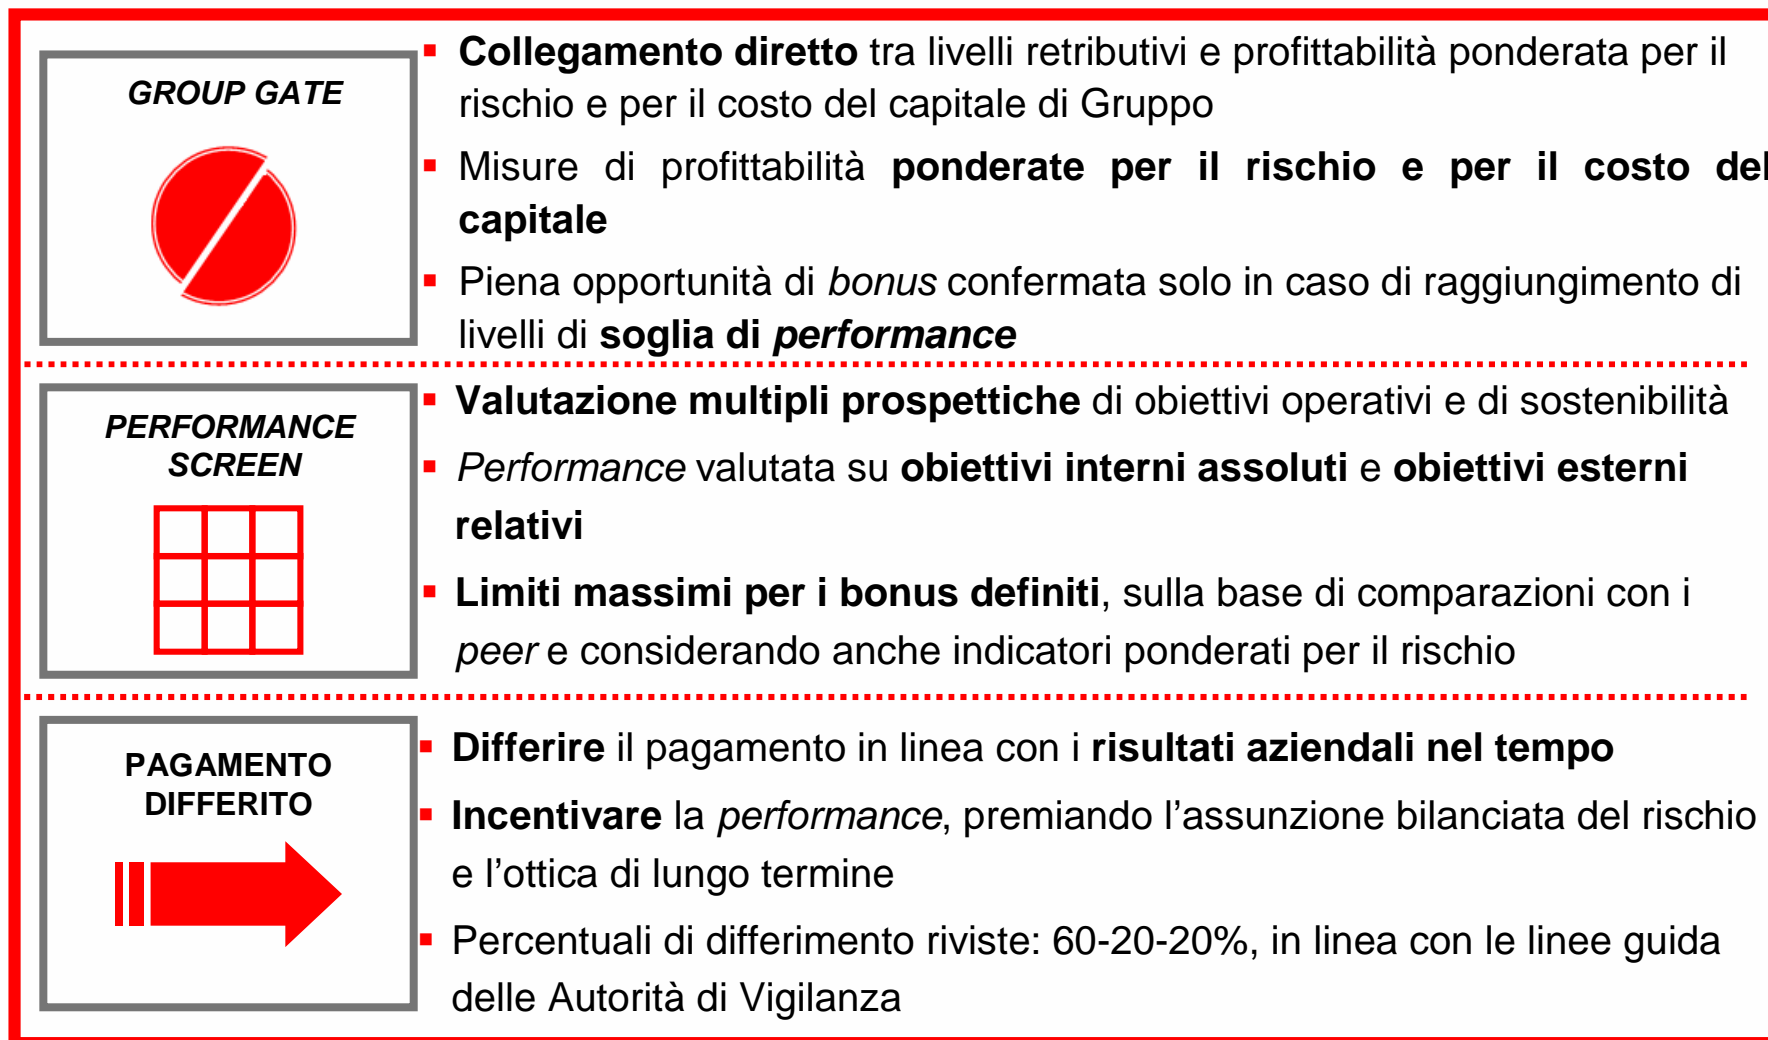 GROUP GATE
Collegamento diretto tra livelli retributivi e profittabilità ponderata per il
rischio e per il costo del capitale di Gruppo
Misure di profittabilità ponderate per il rischio e per il costo del
capitale
Piena opportunità di bonus confermata solo in caso di raggiungimento di
livelli di soglia di performance
PERFORMANCE
SCREEN
Valutazione multipli prospettiche di obiettivi operativi e di sostenibilità
Performance valutata su obiettivi interni assoluti e obiettivi esterni
relativi
Limiti massimi per i bonus definiti, sulla base di comparazioni con i
peer e considerando anche indicatori ponderati per il rischio
PAGAMENTO
DIFFERITO
Differire il pagamento in linea con i risultati aziendali nel tempo
Incentivare la performance, premiando l’assunzione bilanciata del rischio
e l’ottica di lungo termine
Percentuali di differimento riviste: 60-20-20%, in linea con le linee guida
delle Autorità di Vigilanza